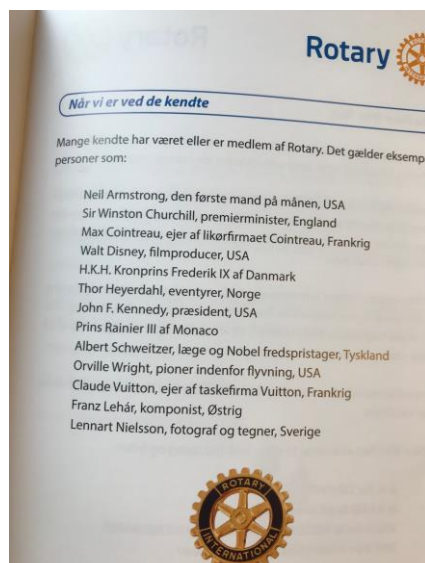 Rotary
Når vi er ved de kendte
Mange kendte har været eller er medlem af Rotary. Det gælder eksemp
personer som:
Neil Armstrong, den første mand på månen, USA
Sir Winston Churchill, premierminister, England
Max Cointreau, ejer af likørfirmaet Cointreau, Frankrig
Walt Disney, filmproducer, USA
H.K.H. Kronprins Frederik IX af Danmark
Thor Heyerdahl, eventyrer, Norge
John F. Kennedy, præsident, USA
Prins Rainier III af Monaco
Albert Schweitzer, læge og Nobel fredspristager, Tyskland
Orville Wright, pioner indenfor flyvning, USA
Claude Vuitton, ejer af taskefirma Vuitton, Frankrig
Franz Lehár, komponist, Østrig
Lennart Nielsson, fotograf og tegner, Sverige
ROTARY
INTERNATIONAL